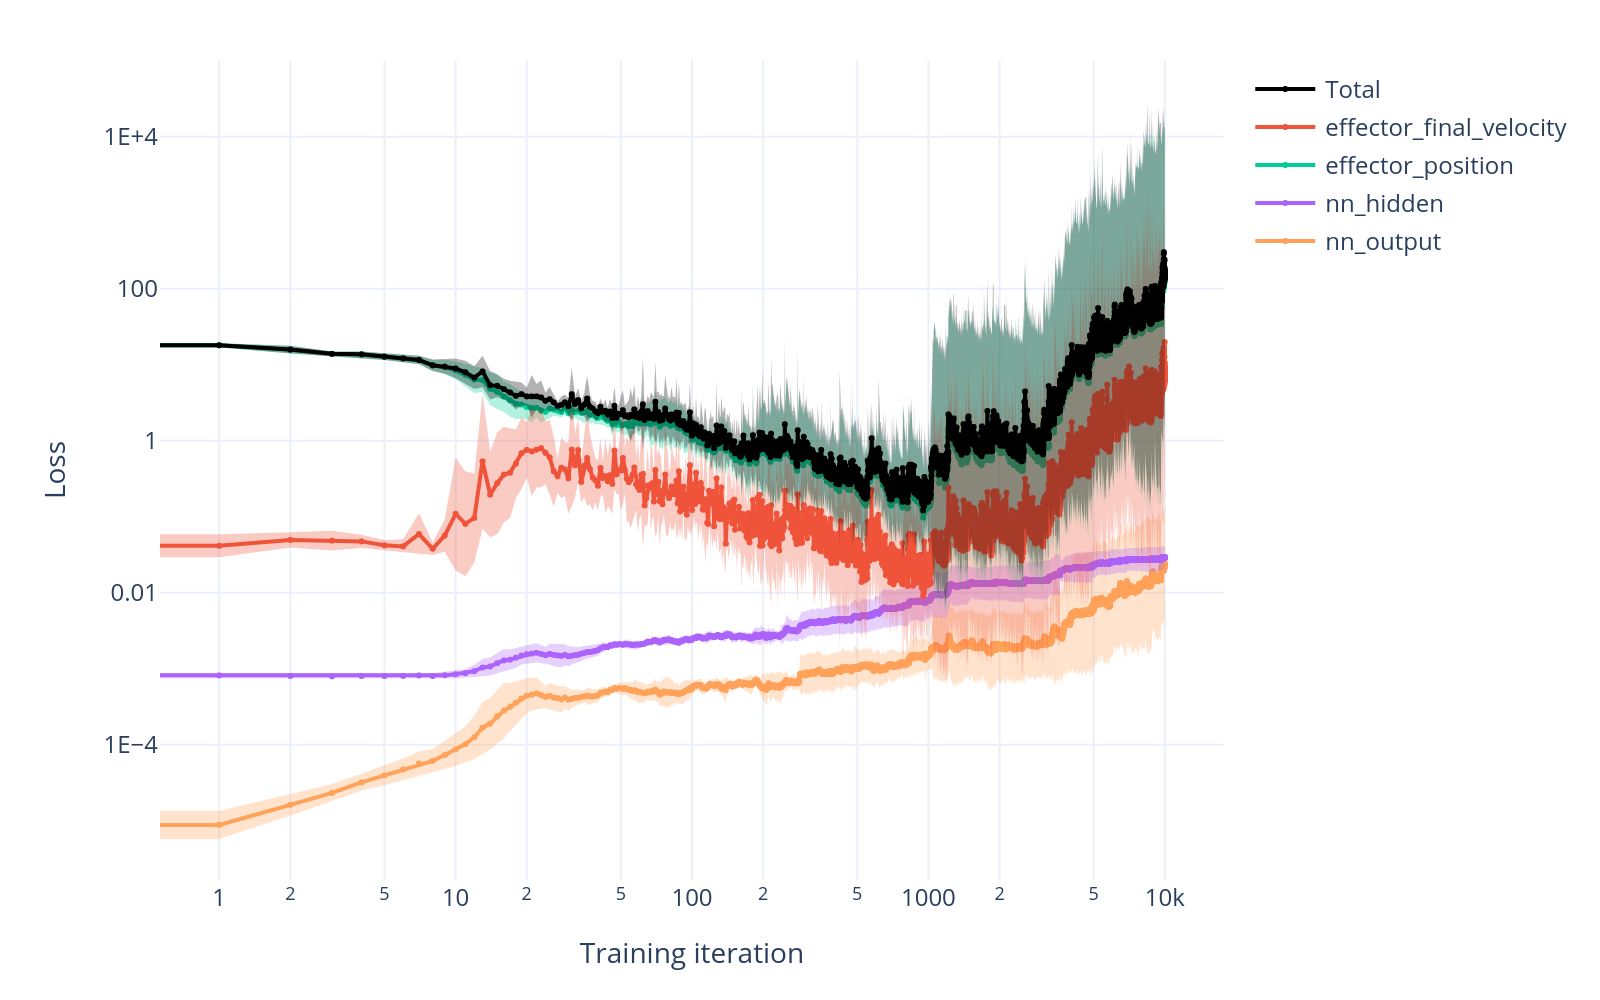 Total
effector_final_velocity
effector_position
nn_hidden
nn_output
1E+4
100
1
0.01
1E−4
Loss
1 2 5 10 2 5 100 2 5 1000 2 5 10k
Training iteration